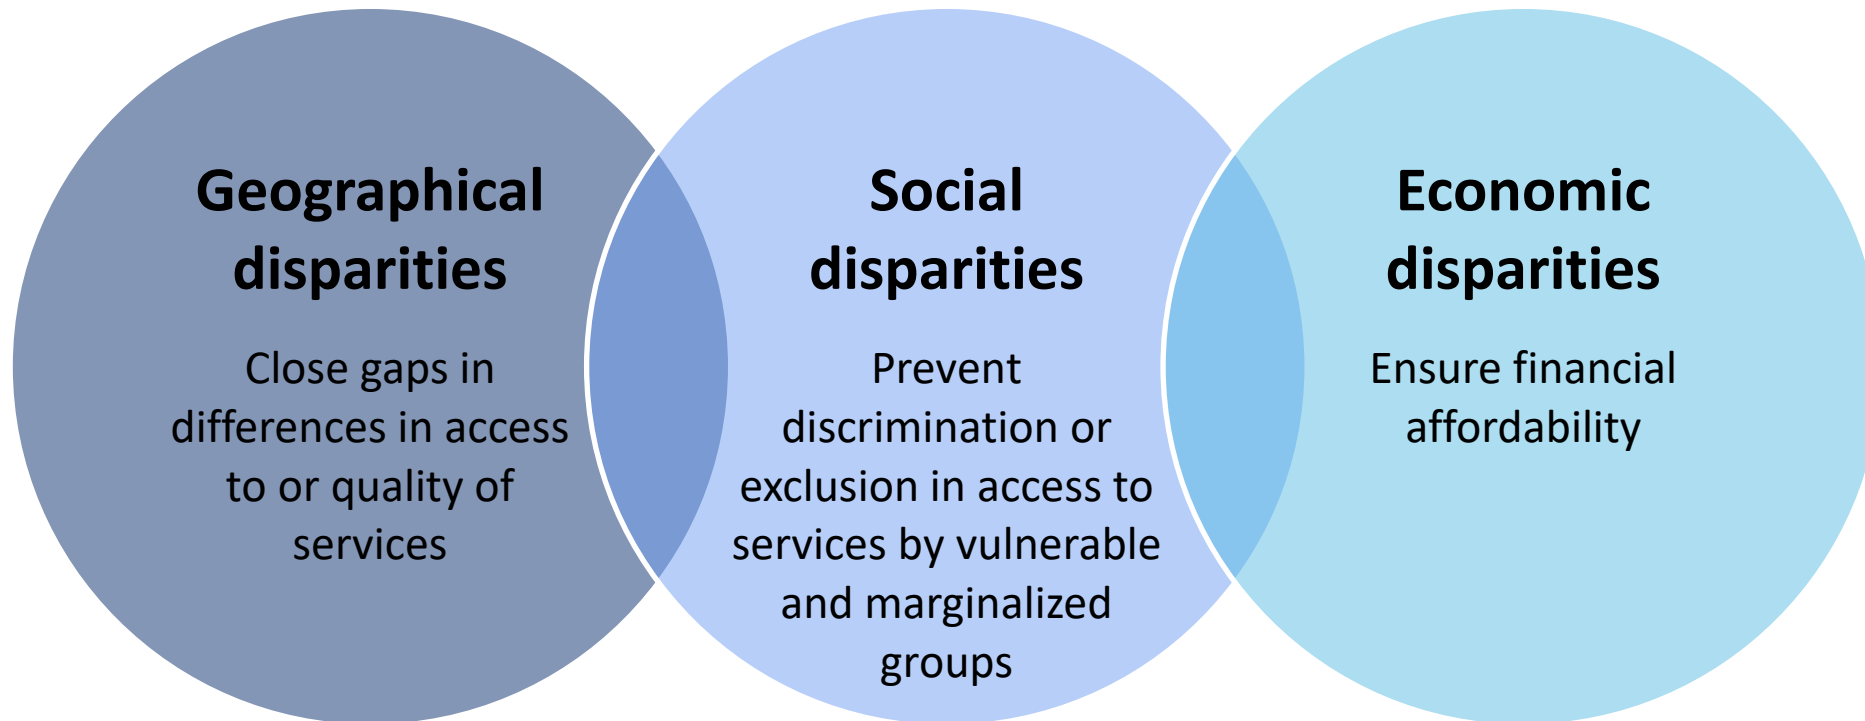 Geographical
disparities
Close gaps in
differences in access
to or quality of
services
Social
disparities
Prevent
discrimination or
exclusion in access to
services by vulnerable
and marginalized
groups
Economic
disparities
Ensure financial
affordability